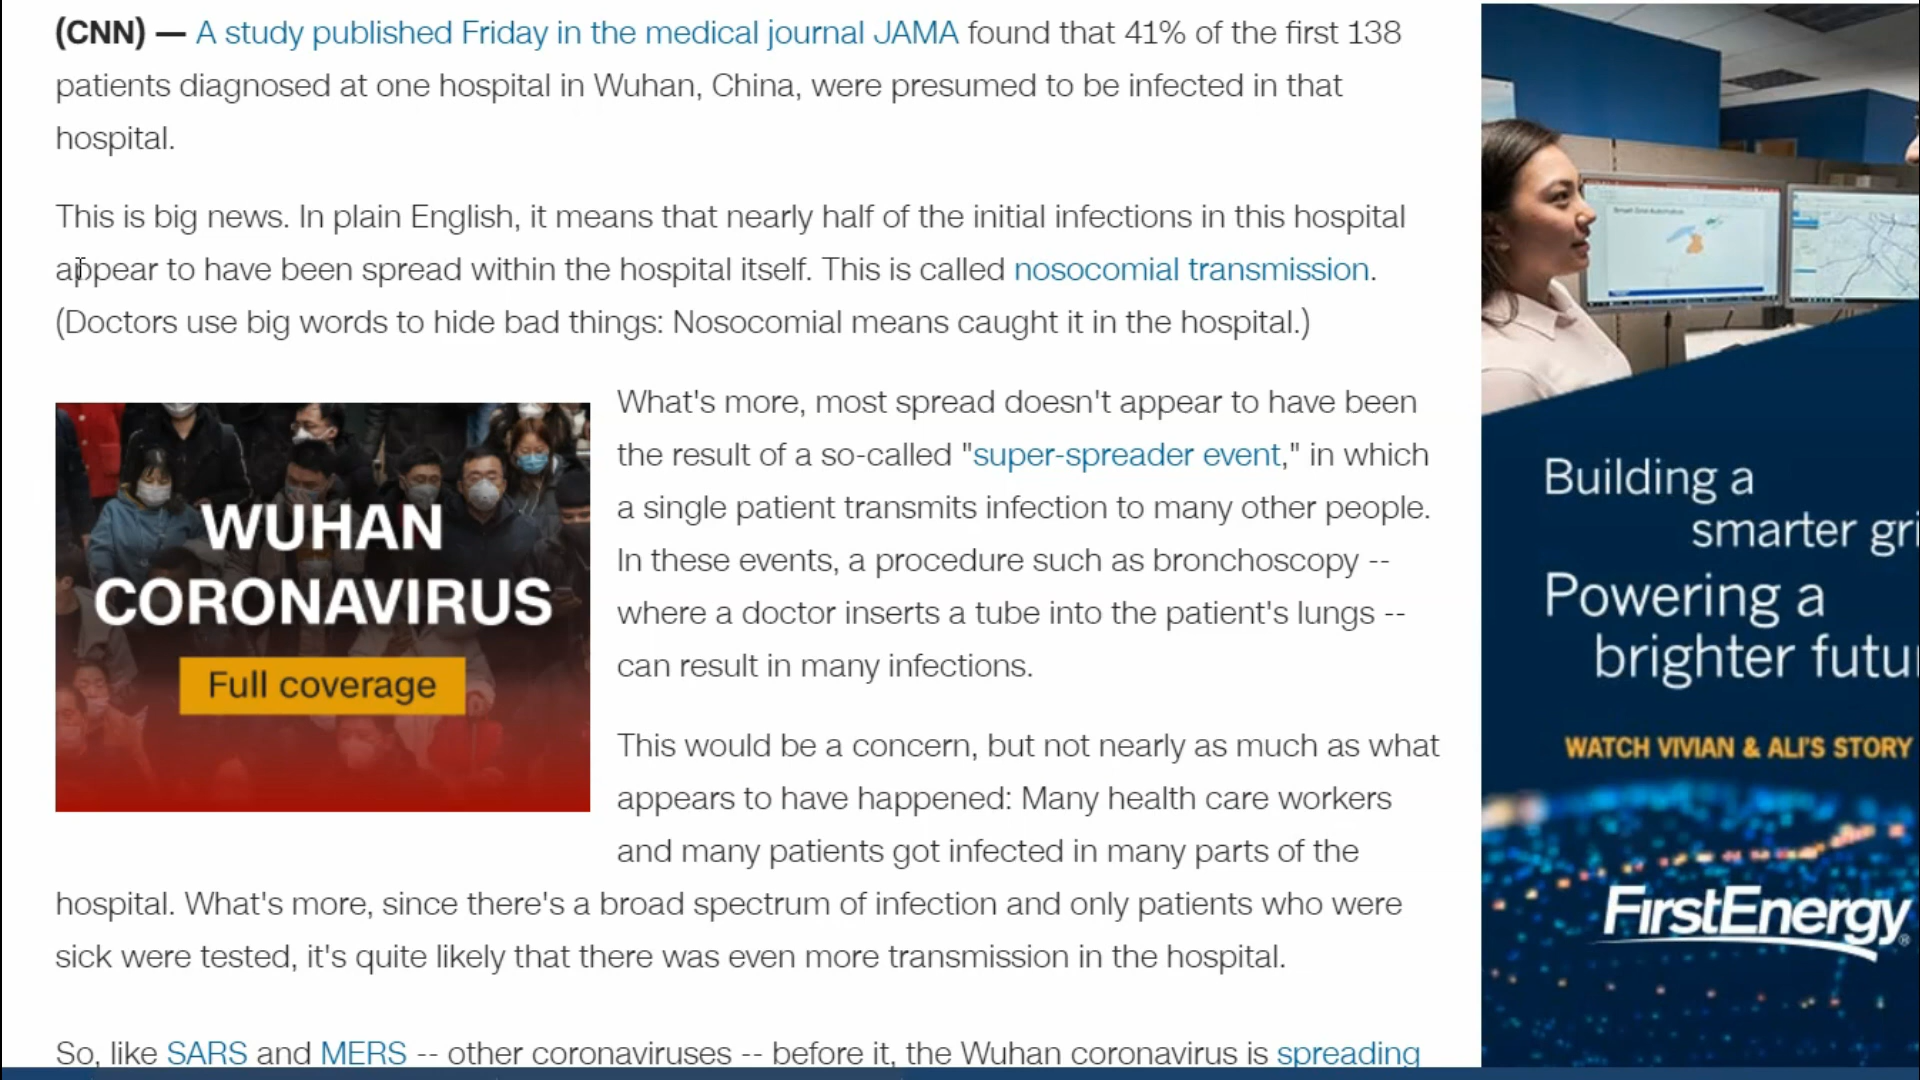 (CNN) — A study published Friday in the medical journal JAMA found that 41% of the first 138
patients diagnosed at one hospital in Wuhan, China, were presumed to be infected in that
hospital.
This is big news. In plain English, it means that nearly half of the initial infections in this hospital
appear to have been spread within the hospital itself. This is called nosocomial transmission.
(Doctors use big words to hide bad things: Nosocomial means caught it in the hospital.)
WUHAN
CORONAVIRUS
Full coverage
What's more, most spread doesn't appear to have been
the result of a so-called "super-spreader event," in which
a single patient transmits infection to many other people.
In these events, a procedure such as bronchoscopy --
where a doctor inserts a tube into the patient's lungs --
can result in many infections.
This would be a concern, but not nearly as much as what
appears to have happened: Many health care workers
and many patients got infected in many parts of the
hospital. What's more, since there's a broad spectrum of infection and only patients who were
sick were tested, it's quite likely that there was even more transmission in the hospital.
So, like SARS and MERS -- other coronaviruses -- before it, the Wuhan coronavirus is spreading
Building a
smarter gri
Powering a
brighter futu
WATCH VIVIAN & ALI'S STORY
FirstEnergy®